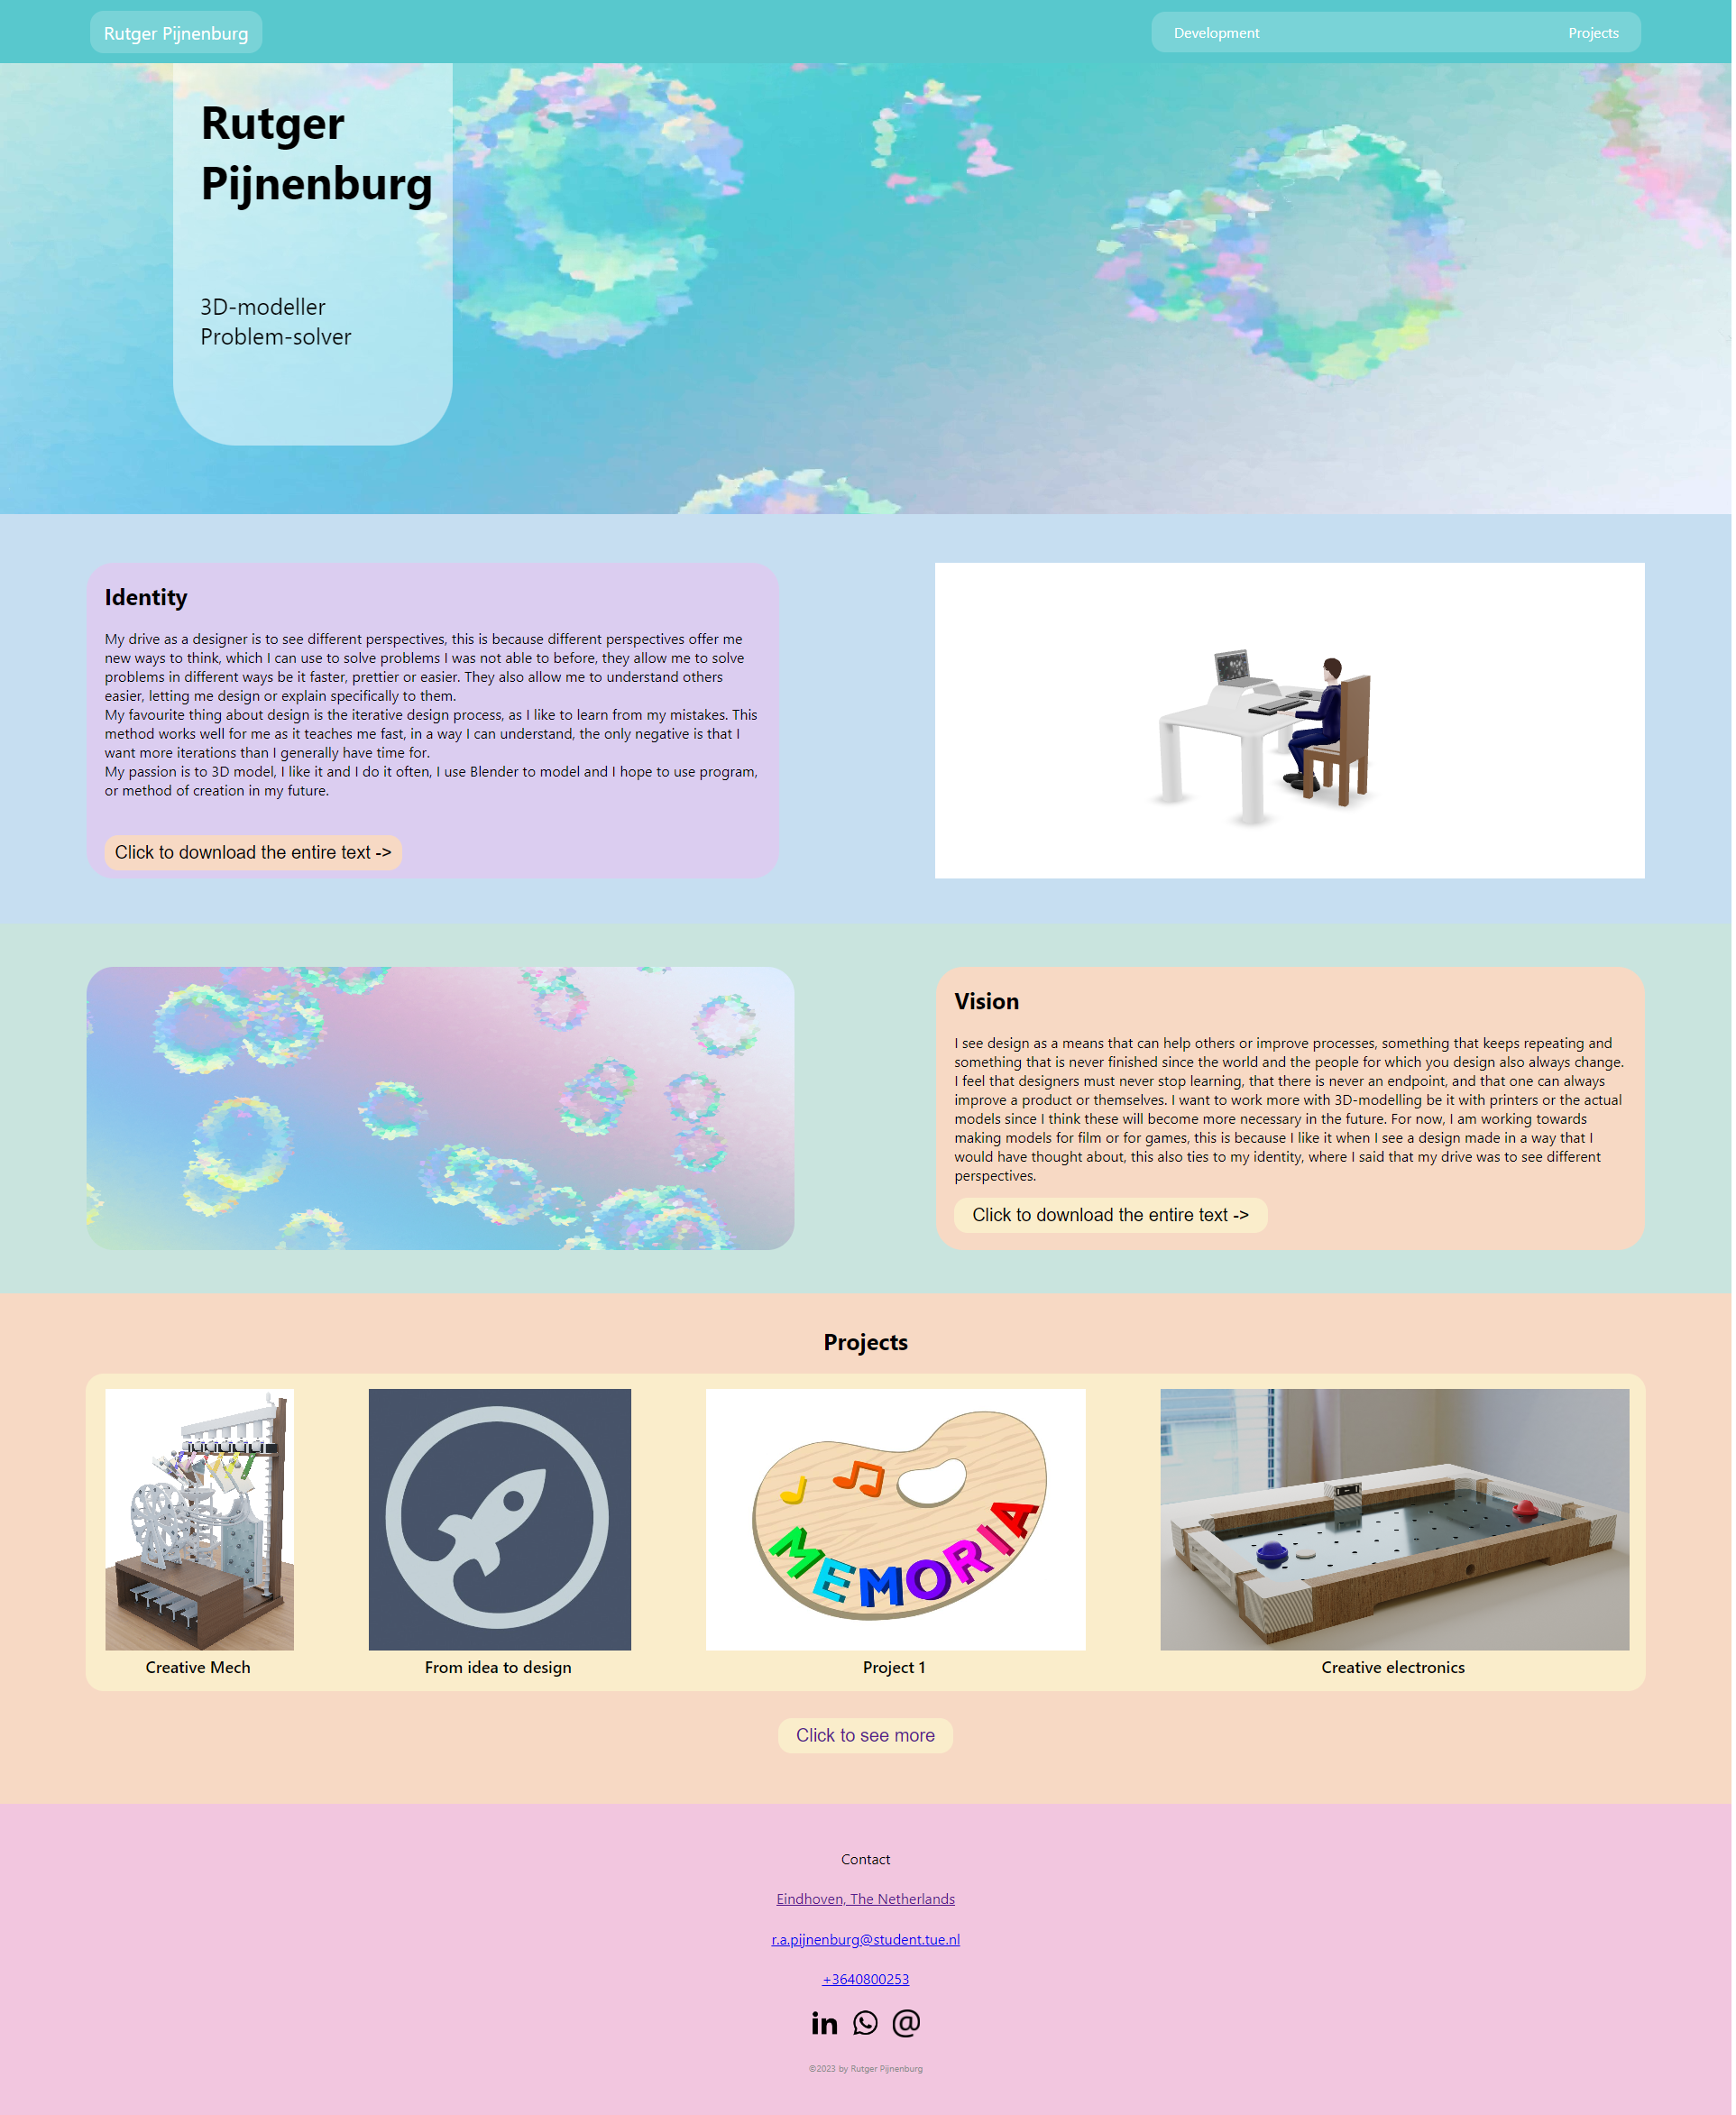 Rutger Pijnenburg
Development
Projects
Rutger
Pijnenburg
3D-modeller
Problem-solver
Identity
My drive as a designer is to see different perspectives, this is because different perspectives offer me
new ways to think, which I can use to solve problems I was not able to before, they allow me to solve
problems in different ways be it faster, prettier or easier. They also allow me to understand others
easier, letting me design or explain specifically to them.
My favourite thing about design is the iterative design process, as I like to learn from my mistakes. This
method works well for me as it teaches me fast, in a way I can understand, the only negative is that I
want more iterations than I generally have time for.
My passion is to 3D model, I like it and I do it often, I use Blender to model and I hope to use program,
or method of creation in my future.
Click to download the entire text ->
Vision
I see design as a means that can help others or improve processes, something that keeps repeating and
something that is never finished since the world and the people for which you design also always change.
I feel that designers must never stop learning, that there is never an endpoint, and that one can always
improve a product or themselves. I want to work more with 3D-modelling be it with printers or the actual
models since I think these will become more necessary in the future. For now, I am working towards
making models for film or for games, this is because I like it when I see a design made in a way that I
would have thought about, this also ties to my identity, where I said that my drive was to see different
perspectives.
Click to download the entire text ->
Projects
MEMORIA
Creative Mech
From idea to design
Project 1
Creative electronics
Click to see more
Contact
Eindhoven, The Netherlands
r.a.pijnenburg@student.tue.nl
+3640800253
in @
©2023 by Rutger Pijnenburg